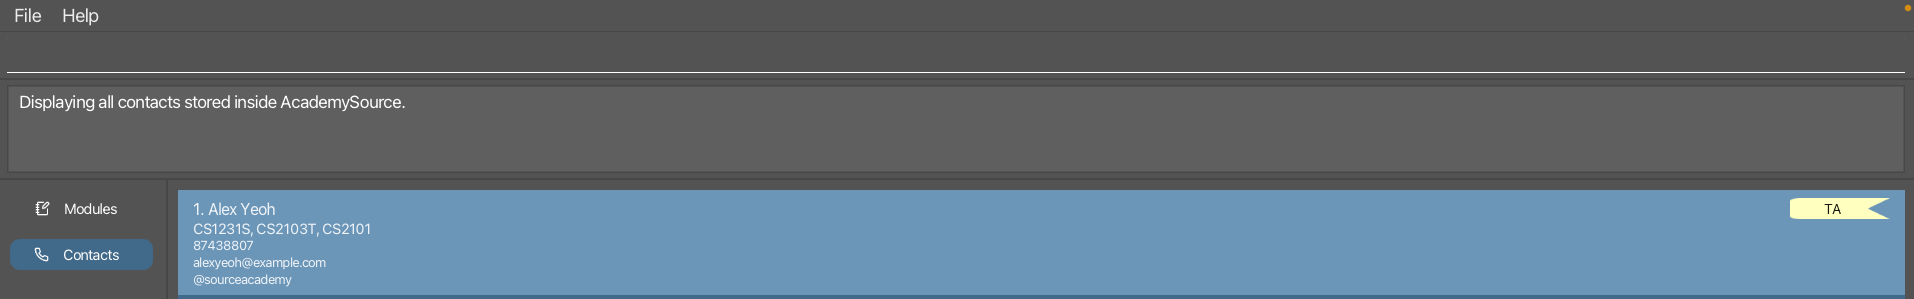 File Help
Displaying all contacts stored inside AcademySource.
Modules
Contacts
1. Alex Yeoh
TA
CS1231S, CS2103T, CS2101
87438807
alexyeoh@example.com
@sourceacademy